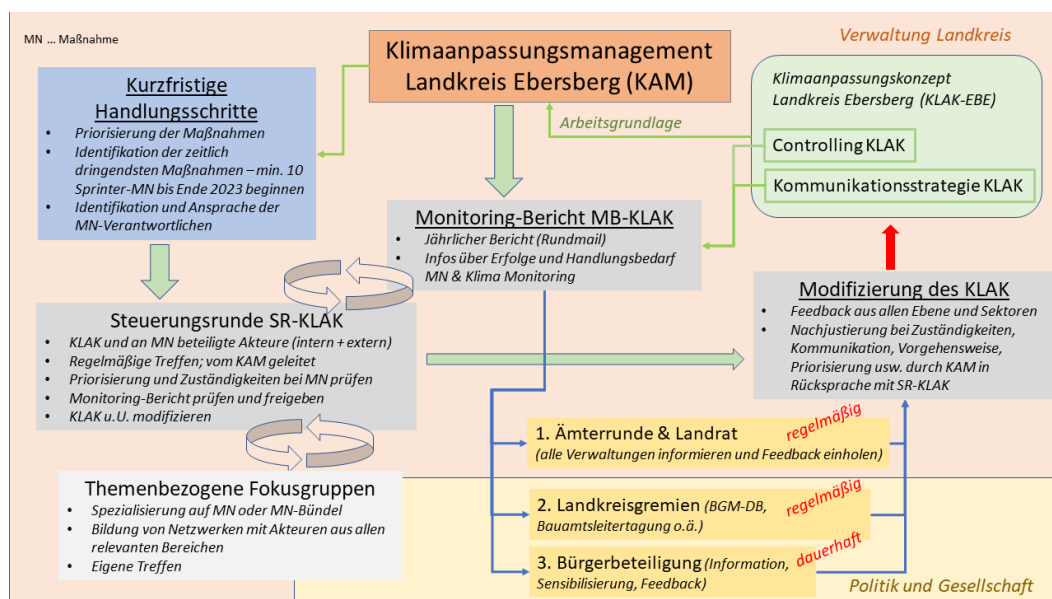 MN ... Maßnahme
Klimaanpassungsmanagement
Landkreis Ebersberg (KAM)
Verwaltung Landkreis
Kurzfristige
Handlungsschritte
• Priorisierung der Maßnahmen
• Identifikation der zeitlich
dringendsten Maßnahmen – min. 10
Sprinter-MN bis Ende 2023 beginnen
• Identifikation und Ansprache der
MN-Verantwortlichen
Klimaanpassungskonzept
Landkreis Ebersberg (KLAK-EBE)
Arbeitsgrundlage
Controlling KLAK
Kommunikationsstrategie KLAK
Monitoring-Bericht MB-KLAK
• Jährlicher Bericht (Rundmail)
• Infos über Erfolge und Handlungsbedarf
MN & Klima Monitoring
Steuerungsrunde SR-KLAK
• KLAK und an MN beteiligte Akteure (intern + extern)
• Regelmäßige Treffen; vom KAM geleitet
• Priorisierung und Zuständigkeiten bei MN prüfen
• Monitoring-Bericht prüfen und freigeben
• KLAK u.U. modifizieren
Modifizierung des KLAK
• Feedback aus allen Ebene und Sektoren
• Nachjustierung bei Zuständigkeiten,
Kommunikation, Vorgehensweise,
Priorisierung usw. durch KAM in
Rücksprache mit SR-KLAK
1. Ämterrunde & Landrat
(alle Verwaltungen informieren und Feedback einholen)
regelmäßig
Themenbezogene Fokusgruppen
• Spezialisierung auf MN oder MN-Bündel
• Bildung von Netzwerken mit Akteuren aus allen
relevanten Bereichen
• Eigene Treffen
2. Landkreisgremien (BGM-DB,
Bauamtsleitertagung o.ä.)
regelmäßig
3. Bürgerbeteiligung (Information,
Sensibilisierung, Feedback)
dauerhaft
Politik und Gesellschaft